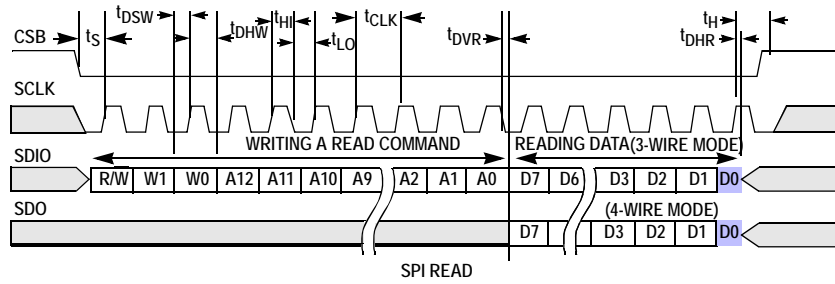 tDSW tHI tCLK tH
CSB tS tDHW tLO tDVR tDHR
SCLK
WRITING A READ COMMAND READING DATA(3-WIRE MODE)
SDIO R/W W1 W0 A12 A11 A10 A9 A2 A1 A0 D7 D6 D3 D2 D1 D0
SDO (4-WIRE MODE)
D7 D3 D2 D1 D0
SPI READ